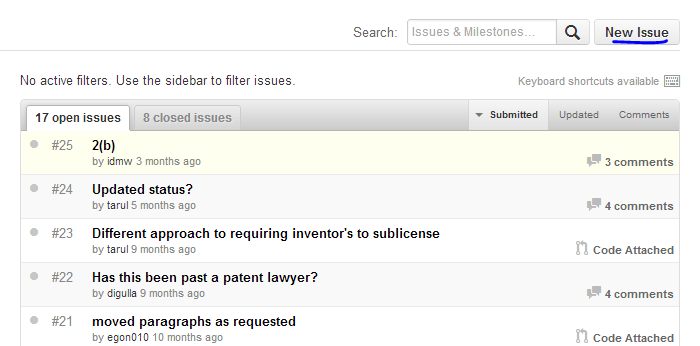 Search: Issues & Milestones... New Issue
No active filters. Use the sidebar to filter issues. Keyboard shortcuts available
17 open issues 8 closed issues Submitted Updated Comments
#25 2(b)
by idmw 3 months ago 3 comments
#24 Updated status?
by tarul 5 months ago 4 comments
#23 Different approach to requiring inventor's to sublicense
by tarul 9 months ago Code Attached
#22 Has this been past a patent lawyer?
by digulla 9 months ago 4 comments
#21 moved paragraphs as requested
by egon010 10 months ago Code Attached